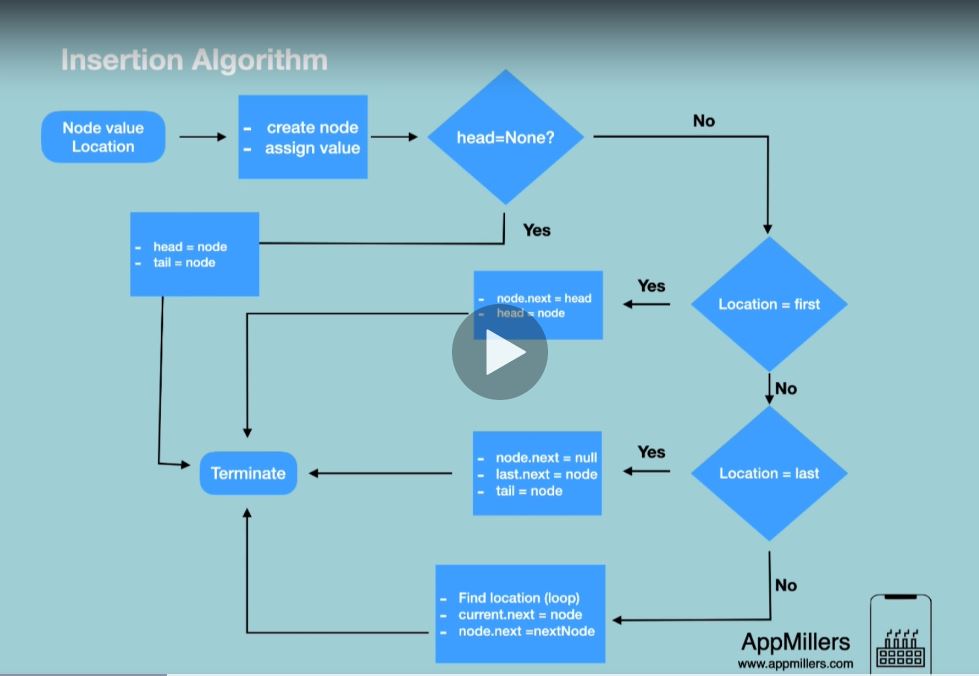 Insertion Algorithm
Node value
Location
- create node
- assign value
head=None?
No
Yes
- head = node
- tail = node
Location = first
Yes
- node.next = head
- head = node
No
Location = last
Yes
- node.next = null
- last.next = node
- tail = node
Terminate
No
- Find location (loop)
- current.next = node
- node.next =nextNode
AppMillers
www.appmillers.com